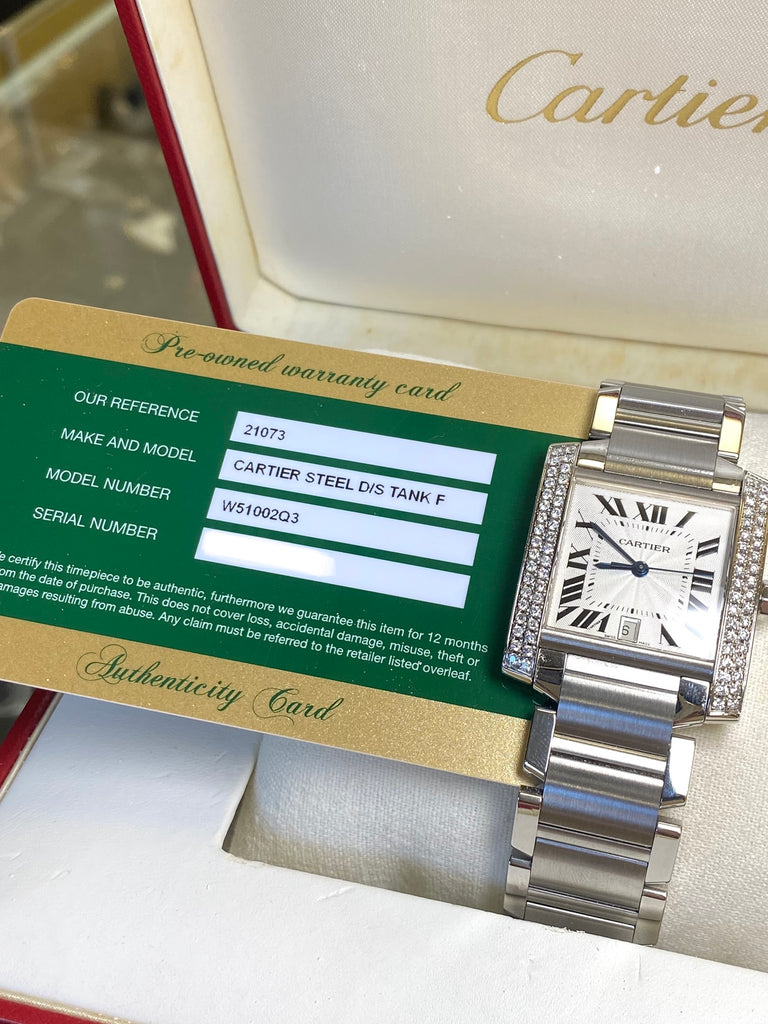 Cartier
Pre-owned warranty card
OUR REFERENCE 21073
MAKE AND MODEL CARTIER STEEL D/S TANK F
MODEL NUMBER W51002Q3
SERIAL NUMBER
e certify this timepiece to be authentic, furthermore we guarantee this item for 12 months
om the date of purchase. This does not cover loss, accidental damage, misuse, theft or
amages resulting from abuse. Any claim must be referred to the retailer listed overleaf.
Authenticity Card
XI XII I
CARTIER
5